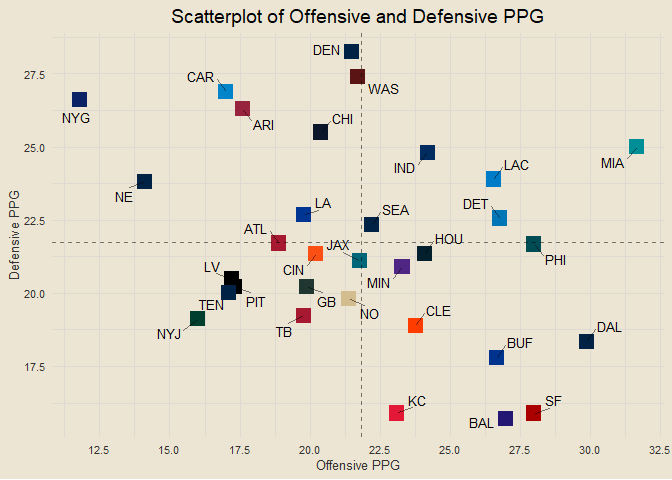 Scatterplot of Offensive and Defensive PPG
DEN
WAS
27.5
CAR
NYG
ARI
CHI
25.0
IND
LAC
MIA
NE
LA
SEA
DET
22.5
ATL
JAX
HOU
PHI
CIN
MIN
LV
PIT
TEN
GB
NO
20.0
NYJ
TB
CLE
DAL
BUF
17.5
KC
SF
BAL
Defensive PPG
12.5 15.0 17.5 20.0 22.5 25.0 27.5 30.0 32.5
Offensive PPG